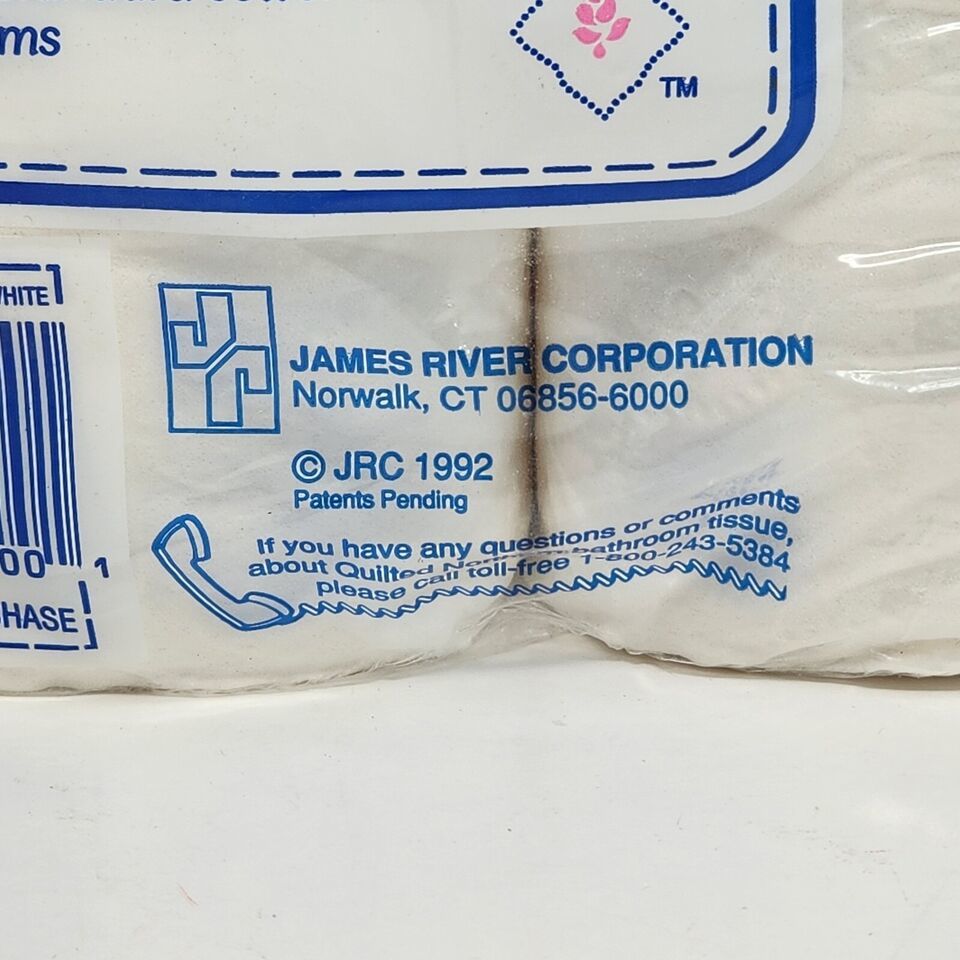 ms
TM
JAMES RIVER CORPORATION
Norwalk, CT 06856-6000
© JRC 1992
Patents Pending
If you have any questions or comments
about Quilted bathroom tissue,
please call toll-free 1-800-243-5384
HITE
00 1
HASE